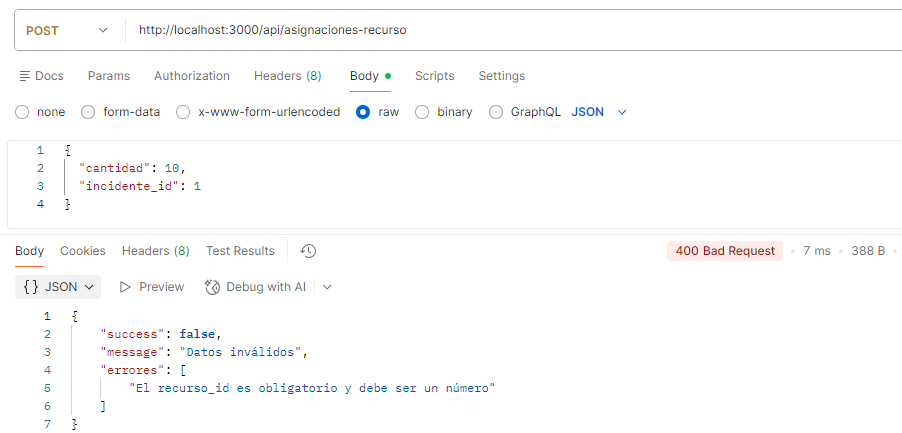 POST http://localhost:3000/api/asignaciones-recurso
Docs Params Authorization Headers (8) Body Scripts Settings
none form-data x-www-form-urlencoded raw binary GraphQL JSON
1 {
2 "cantidad": 10,
3 "incidente_id": 1
4 }
Body Cookies Headers (8) Test Results 400 Bad Request 7 ms 388 B
{} JSON Preview Debug with AI
1 {
2 "success": false,
3 "message": "Datos inválidos",
4 "errores": [
5 "El recurso_id es obligatorio y debe ser un número"
6 ]
7 }